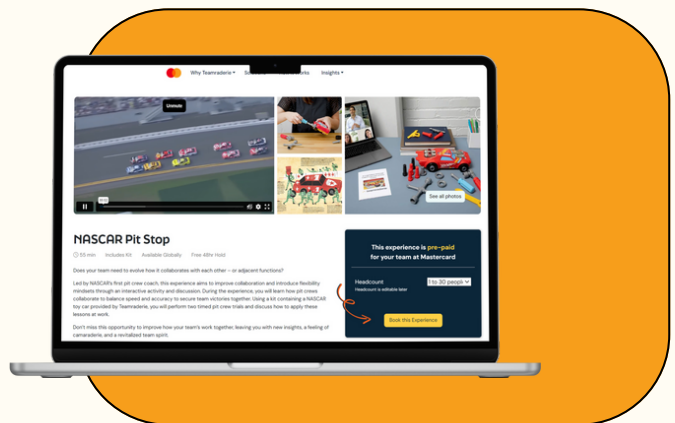 Why Teamraderie
Insights
Unmute
See all photos
NASCAR Pit Stop
55 min Includes Kit Available Globally Free 48hr Hold
Does your team need to evolve how it collaborates with each other – or adjacent functions?
Led by NASCAR's first pit crew coach, this experience aims to improve collaboration and introduce flexibility
mindsets through an interactive activity and discussion. During the experience, you will learn how pit crews
collaborate to balance speed and accuracy to secure team victories together. Using a kit containing a NASCAR
toy car provided by Teamraderie, you will perform two timed pit crew trials and discuss how to apply these
lessons at work.
Don't miss this opportunity to improve how your team's work together, leaving you with new insights, a feeling of
camaraderie, and a revitalized team spirit.
This experience is pre-paid
for your team at Mastercard
Headcount
1 to 30 peopl
Headcount is editable later
Book this Experience